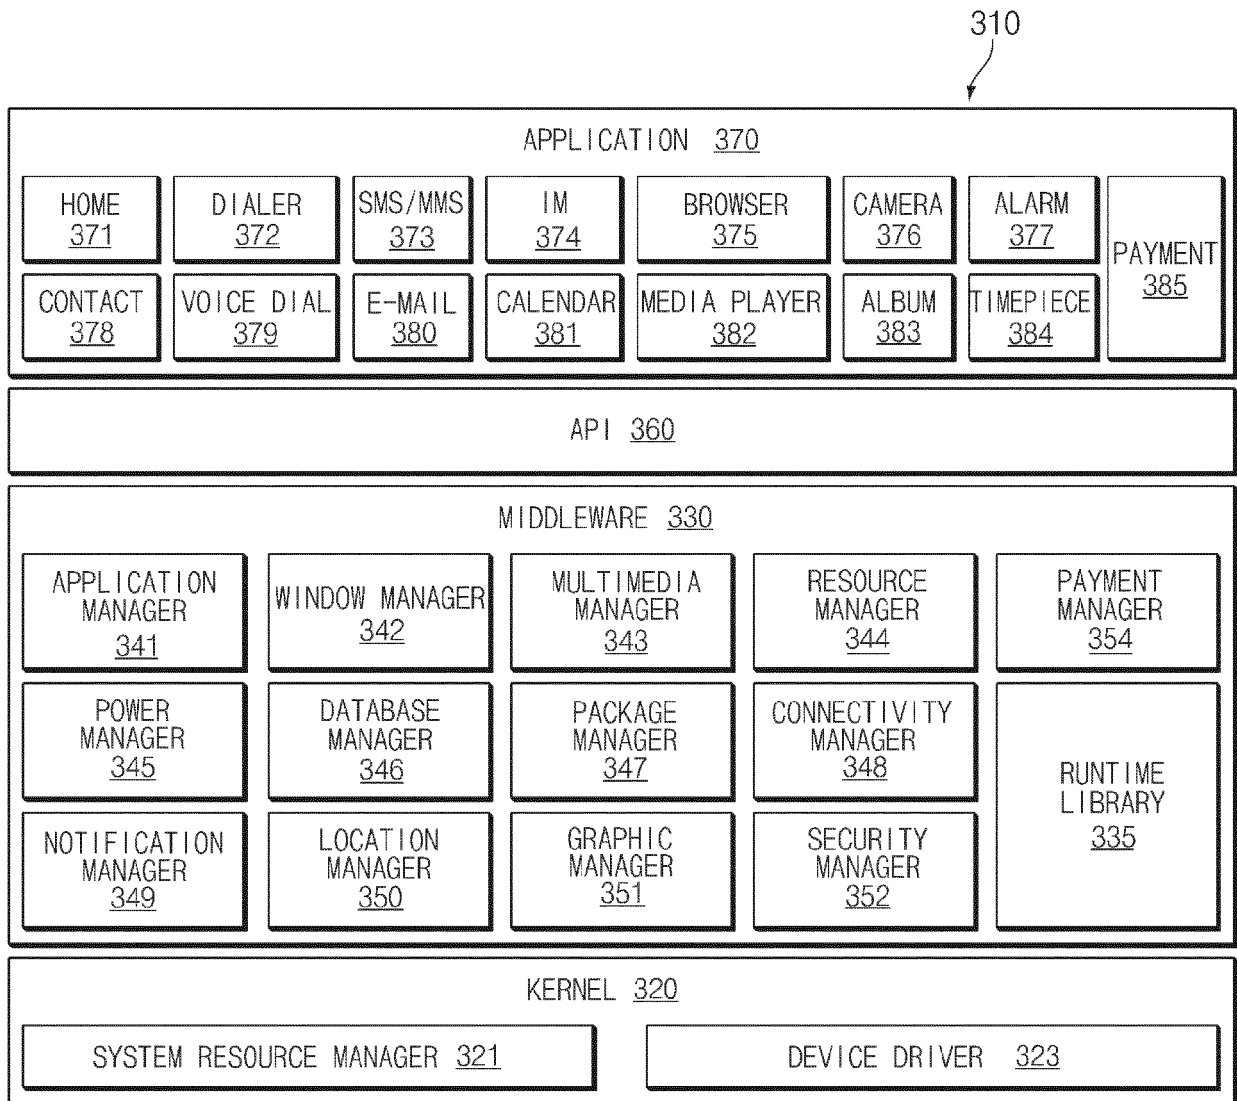 310
APPLICATION 370
HOME
371
DIALER
372
SMS/MMS
373
IM
374
BROWSER
375
CAMERA
376
ALARM
377
PAYMENT
385
CONTACT
378
VOICE DIAL
379
E-MAIL
380
CALENDAR
381
MEDIA PLAYER
382
ALBUM
383
TIMEPIECE
384
API 360
MIDDLEWARE 330
APPLICATION
MANAGER
341
WINDOW MANAGER
342
MULTIMEDIA
MANAGER
343
RESOURCE
MANAGER
344
PAYMENT
MANAGER
354
POWER
MANAGER
345
DATABASE
MANAGER
346
PACKAGE
MANAGER
347
CONNECTIVITY
MANAGER
348
RUNTIME
LIBRARY
335
NOTIFICATION
MANAGER
349
LOCATION
MANAGER
350
GRAPHIC
MANAGER
351
SECURITY
MANAGER
352
KERNEL 320
SYSTEM RESOURCE MANAGER 321
DEVICE DRIVER 323